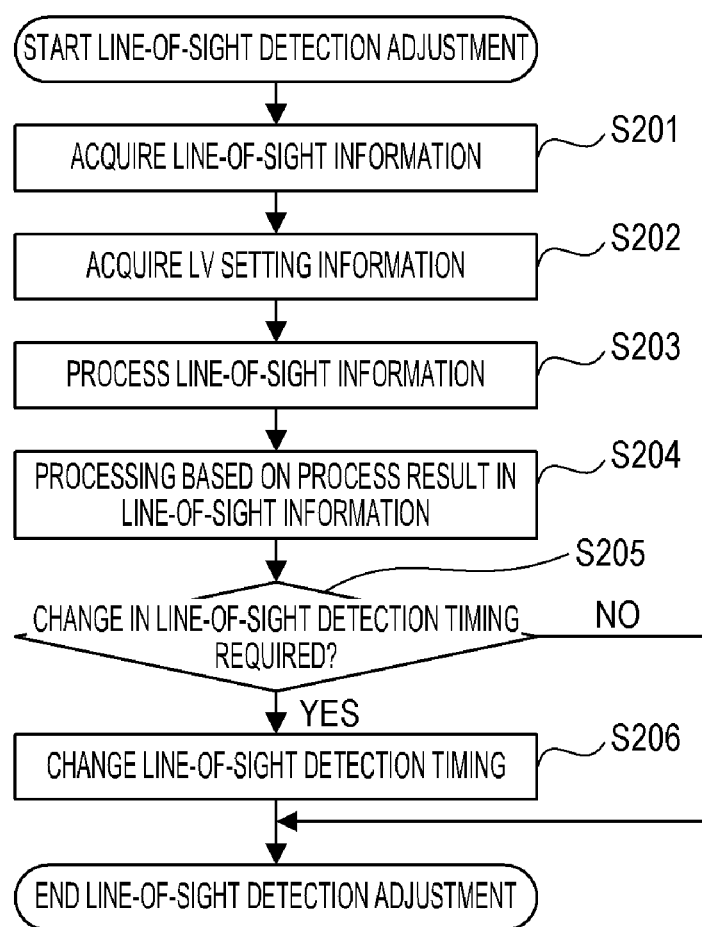 START LINE-OF-SIGHT DETECTION ADJUSTMENT
S201
ACQUIRE LINE-OF-SIGHT INFORMATION
S202
ACQUIRE LV SETTING INFORMATION
S203
PROCESS LINE-OF-SIGHT INFORMATION
S204
PROCESSING BASED ON PROCESS RESULT IN
LINE-OF-SIGHT INFORMATION
S205
CHANGE IN LINE-OF-SIGHT DETECTION TIMING
REQUIRED?
NO
YES
S206
CHANGE LINE-OF-SIGHT DETECTION TIMING
END LINE-OF-SIGHT DETECTION ADJUSTMENT